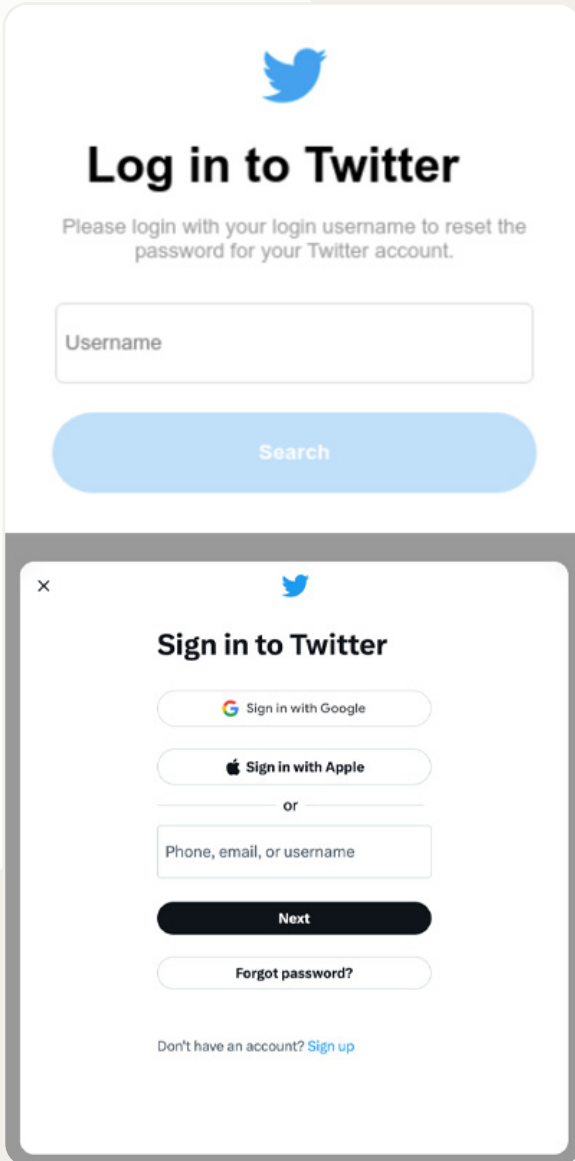 Log in to Twitter
Please login with your login username to reset the
password for your Twitter account.
Username
Search
Sign in to Twitter
Sign in with Google
Sign in with Apple
or
Phone, email, or username
Next
Forgot password?
Don't have an account? Sign up